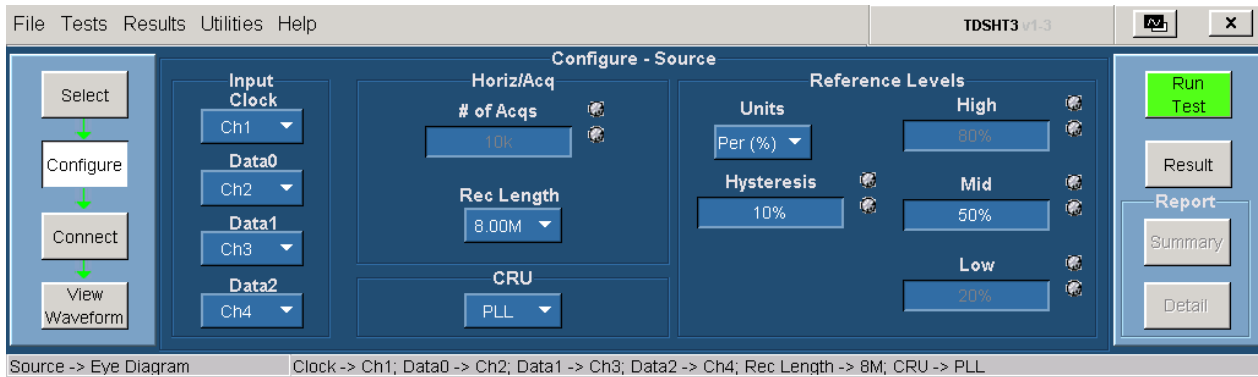 File Tests Results Utilities Help
TDSHT3 v1-3
x
Select
Configure
Connect
View
Waveform
Configure - Source
Input
Clock
Ch1
Data0
Ch2
Data1
Ch3
Data2
Ch4
Horiz/Acq
# of Acqs
10k
Rec Length
8.00M
CRU
PLL
Reference Levels
Units
Per (%)
Hysteresis
10%
High
80%
Mid
50%
Low
20%
Run
Test
Result
Report
Summary
Detail
Source -> Eye Diagram
Clock -> Ch1; Data0 -> Ch2; Data1 -> Ch3; Data2 -> Ch4; Rec Length -> 8M; CRU -> PLL